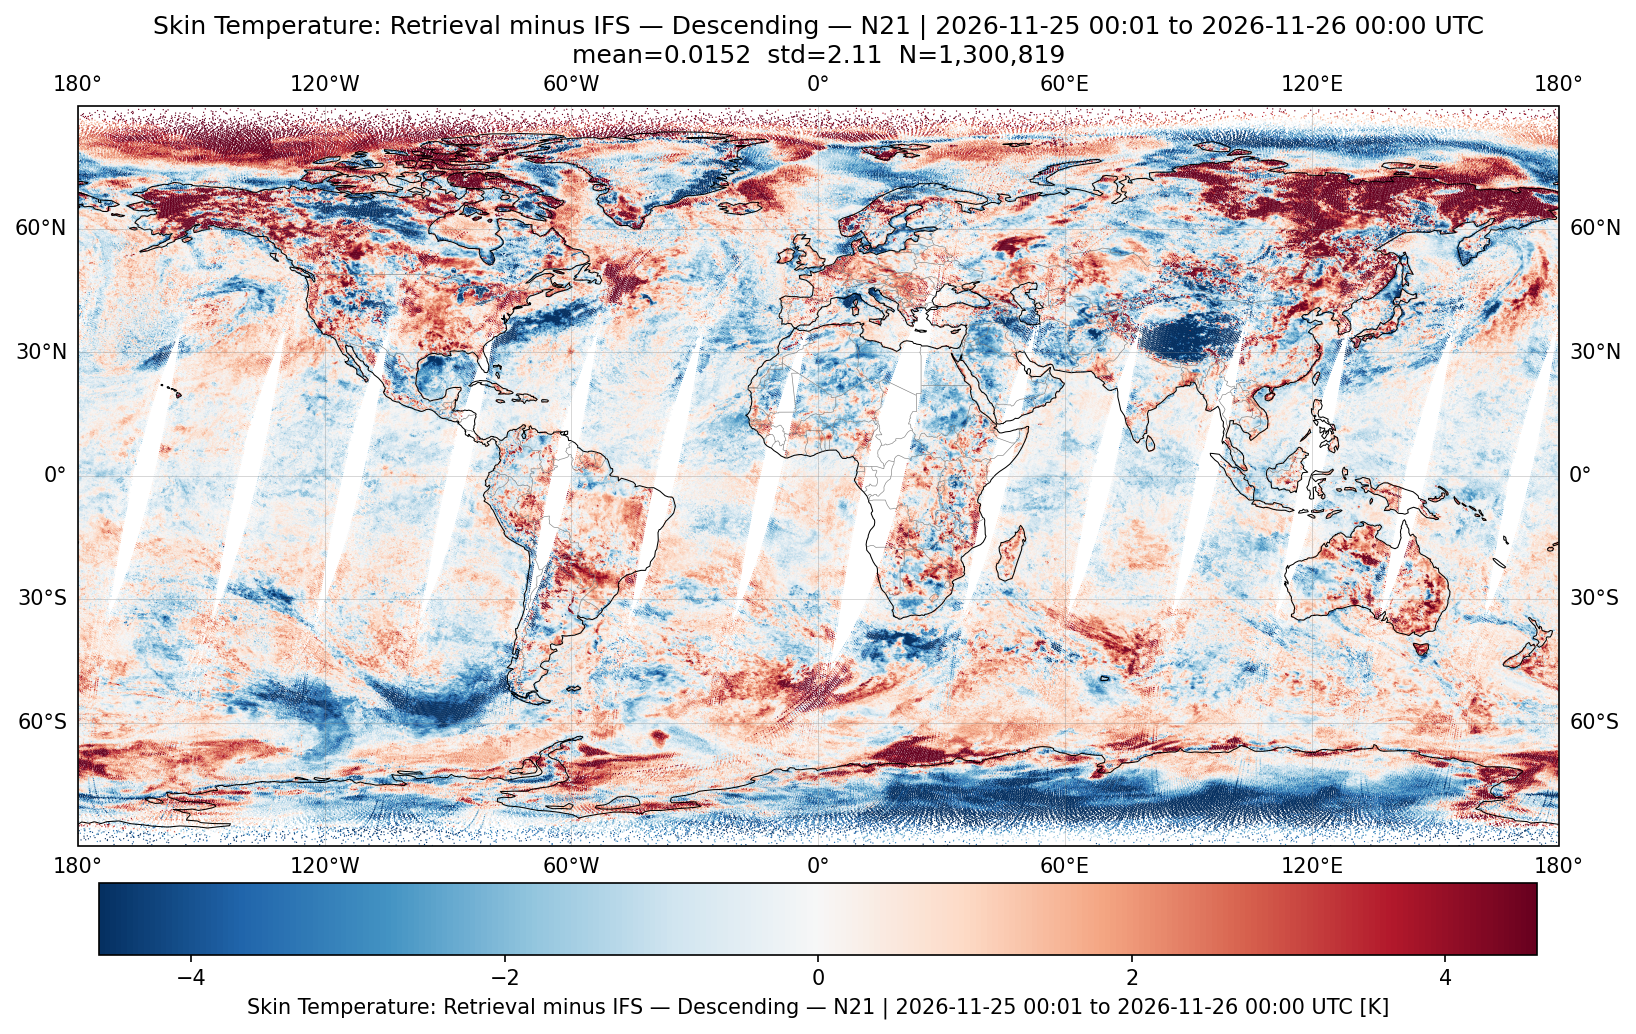 Skin Temperature: Retrieval minus IFS — Descending — N21 | 2026-11-25 00:01 to 2026-11-26 00:00 UTC
mean=0.0152 std=2.11 N=1,300,819
180° 120°W 60°W 0° 60°E 120°E 180°
60°N 60°N
30°N 30°N
0° 0°
30°S 30°S
60°S 60°S
180° 120°W 60°W 0° 60°E 120°E 180°
−4 −2 0 2 4
Skin Temperature: Retrieval minus IFS — Descending — N21 | 2026-11-25 00:01 to 2026-11-26 00:00 UTC [K]